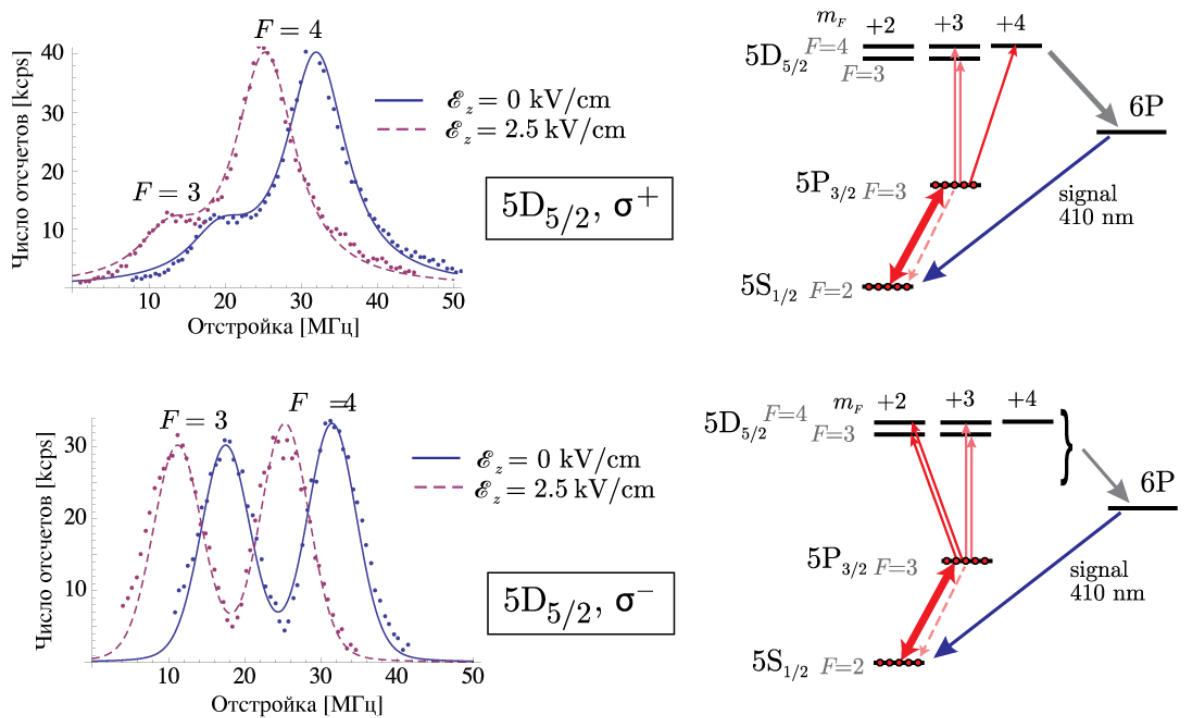 F = 4
40
30
20
10
F = 3
Число отсчетов [kcps]
10 20 30 40 50
Отстройка [МГц]
ℰz = 0 kV/cm
ℰz = 2.5 kV/cm
5D5/2, σ+
mF +2 +3 +4
5D5/2 F=4
F=3
6P
5P3/2 F=3
signal
410 nm
5S1/2 F=2
F =4
F = 3
30
20
10
Число отсчетов [kcps]
10 20 30 40 50
Отстройка [МГц]
ℰz = 0 kV/cm
ℰz = 2.5 kV/cm
5D5/2, σ−
mF +2 +3 +4
5D5/2 F=4
F=3
6P
5P3/2 F=3
signal
410 nm
5S1/2 F=2